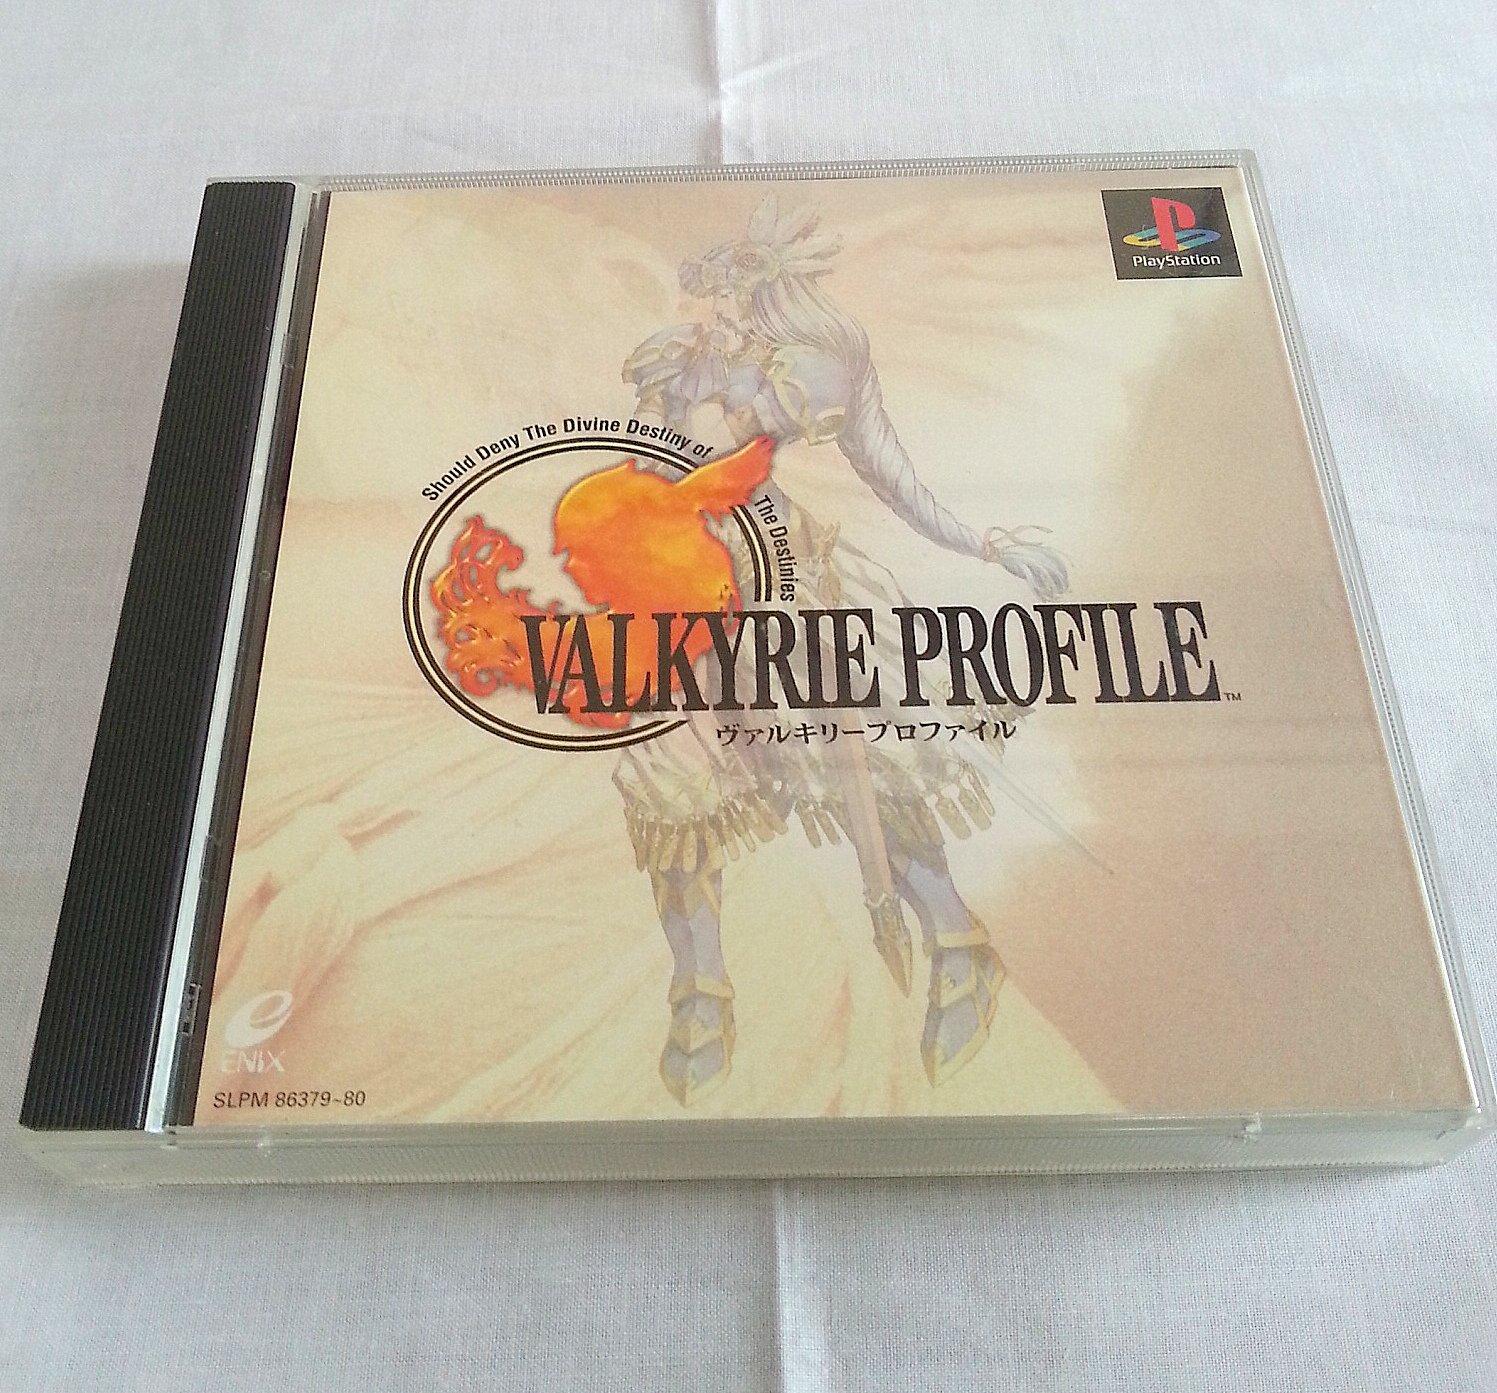 PlayStation
Should Deny The Divine Destiny of
The Destinies
VALKYRIE PROFILE™
ヴァルキリープロファイル
ENIX
SLPM 86379~80